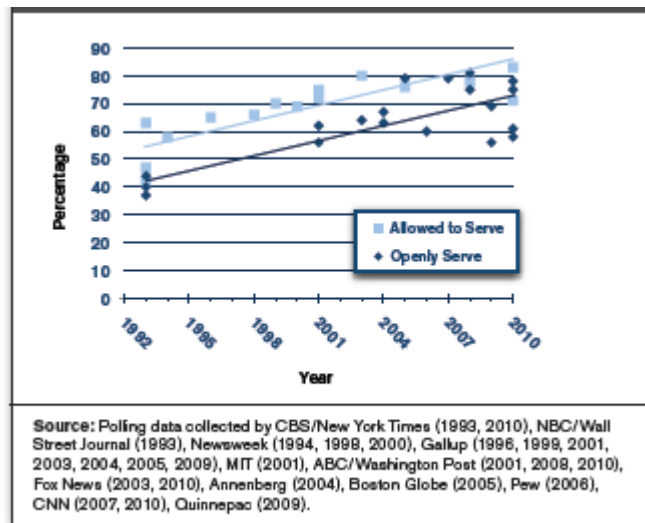 90
80
70
60
50
40
30
20
10
0
Percentage
Allowed to Serve
Openly Serve
1992
1995
1998
2001
2004
2007
2010
Year
Source: Polling data collected by CBS/New York Times (1993, 2010), NBC/Wall
Street Journal (1993), Newsweek (1994, 1998, 2000), Gallup (1996, 1999, 2001,
2003, 2004, 2005, 2009), MIT (2001), ABC/Washington Post (2001, 2008, 2010),
Fox News (2003, 2010), Annenberg (2004), Boston Globe (2005), Pew (2006),
CNN (2007, 2010), Quinnepac (2009).